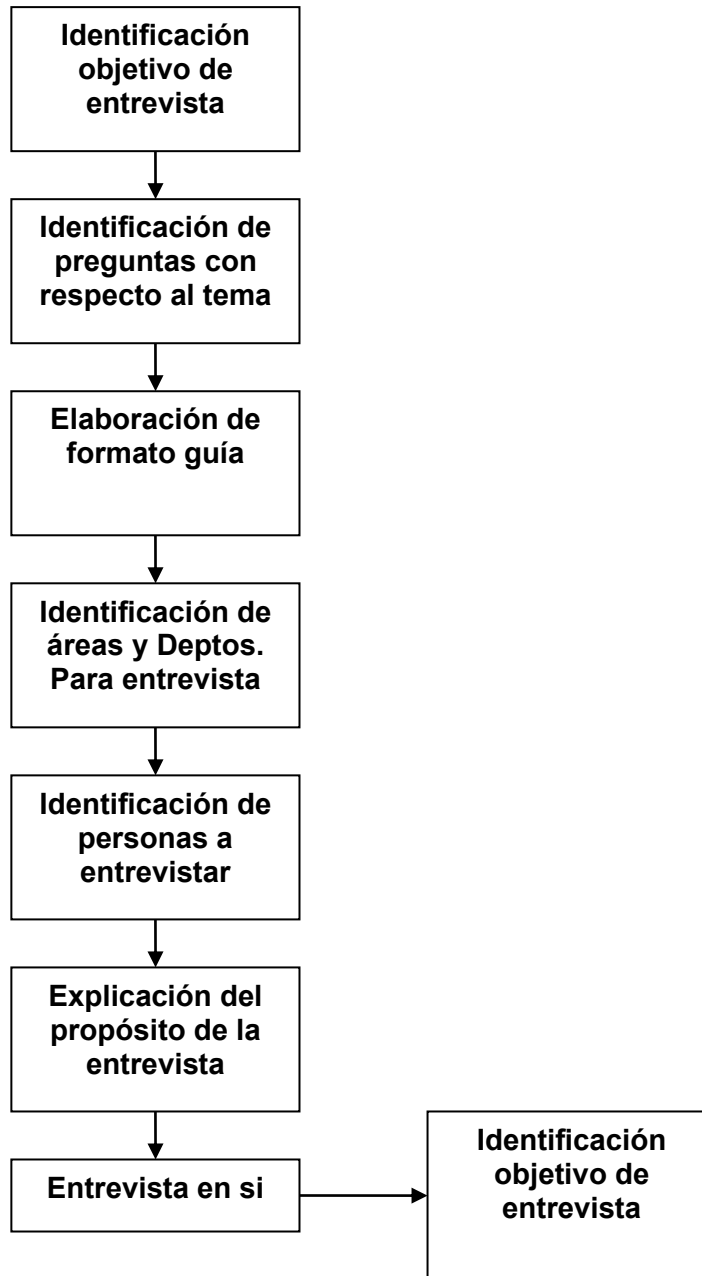 Identificación
objetivo de
entrevista
Identificación de
preguntas con
respecto al tema
Elaboración de
formato guía
Identificación de
áreas y Deptos.
Para entrevista
Identificación de
personas a
entrevistar
Explicación del
propósito de la
entrevista
Entrevista en si
Identificación
objetivo de
entrevista